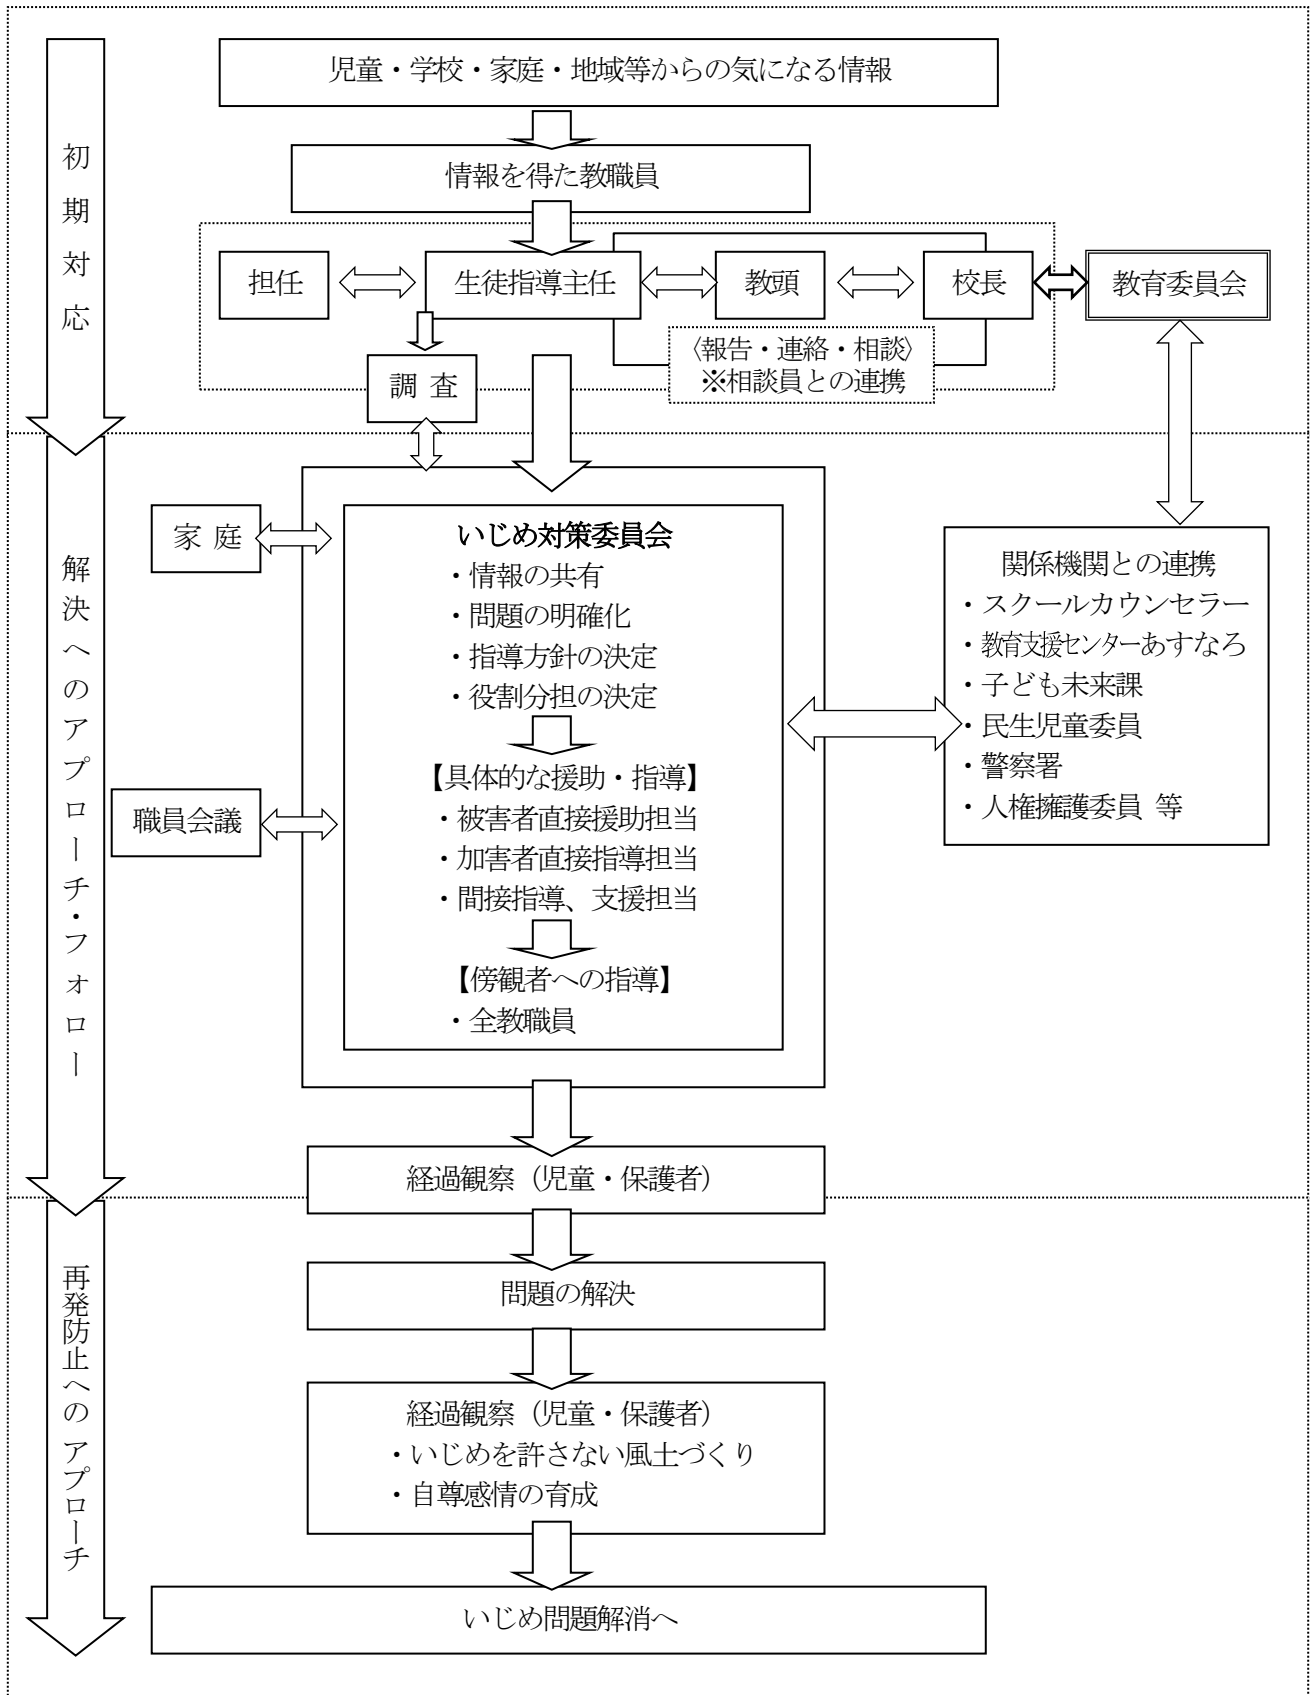 初期対応
児童・学校・家庭・地域等からの気になる情報
情報を得た教職員
担任
生徒指導主任
教頭
校長
教育委員会
〈報告・連絡・相談〉
※相談員との連携
調 査
解決へのアプローチ・フォロー
家 庭
職員会議
いじめ対策委員会
・情報の共有
・問題の明確化
・指導方針の決定
・役割分担の決定
【具体的な援助・指導】
・被害者直接援助担当
・加害者直接指導担当
・間接指導、支援担当
【傍観者への指導】
・全教職員
関係機関との連携
・スクールカウンセラー
・教育支援センターあすなろ
・子ども未来課
・民生児童委員
・警察署
・人権擁護委員 等
経過観察（児童・保護者）
再発防止へのアプローチ
問題の解決
経過観察（児童・保護者）
・いじめを許さない風土づくり
・自尊感情の育成
いじめ問題解消へ